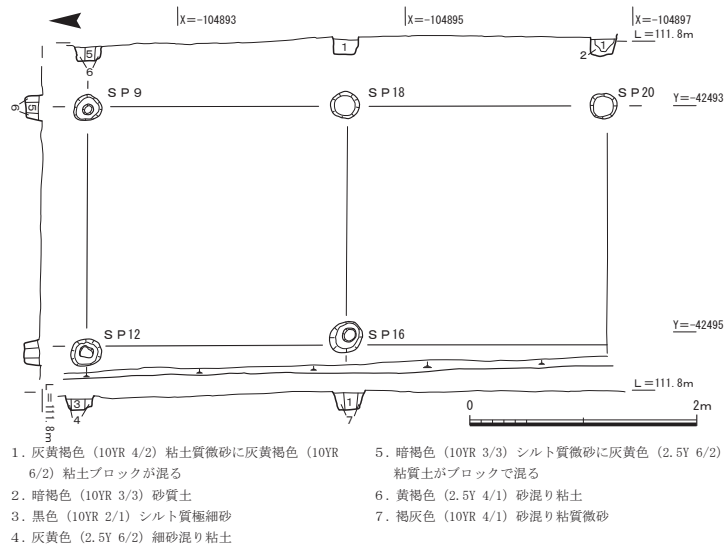 X=-104893
X=-104895
X=-104897
L=111.8m
5
6
1
1
2
6
5
SP9
SP18
SP20
Y=-42493
SP12
SP16
Y=-42495
L=111.8m
L=111.8m
3
4
1
7
0
2m
1．灰黄褐色（10YR 4/2）粘土質微砂に灰黄褐色（10YR
6/2）粘土ブロックが混る
2．暗褐色（10YR 3/3）砂質土
3．黒色（10YR 2/1）シルト質極細砂
4．灰黄色（2.5Y 6/2）細砂混り粘土
5．暗褐色（10YR 3/3）シルト質微砂に灰黄色（2.5Y 6/2）
粘質土がブロックで混る
6．黄褐色（2.5Y 4/1）砂混り粘土
7．褐灰色（10YR 4/1）砂混り粘質微砂